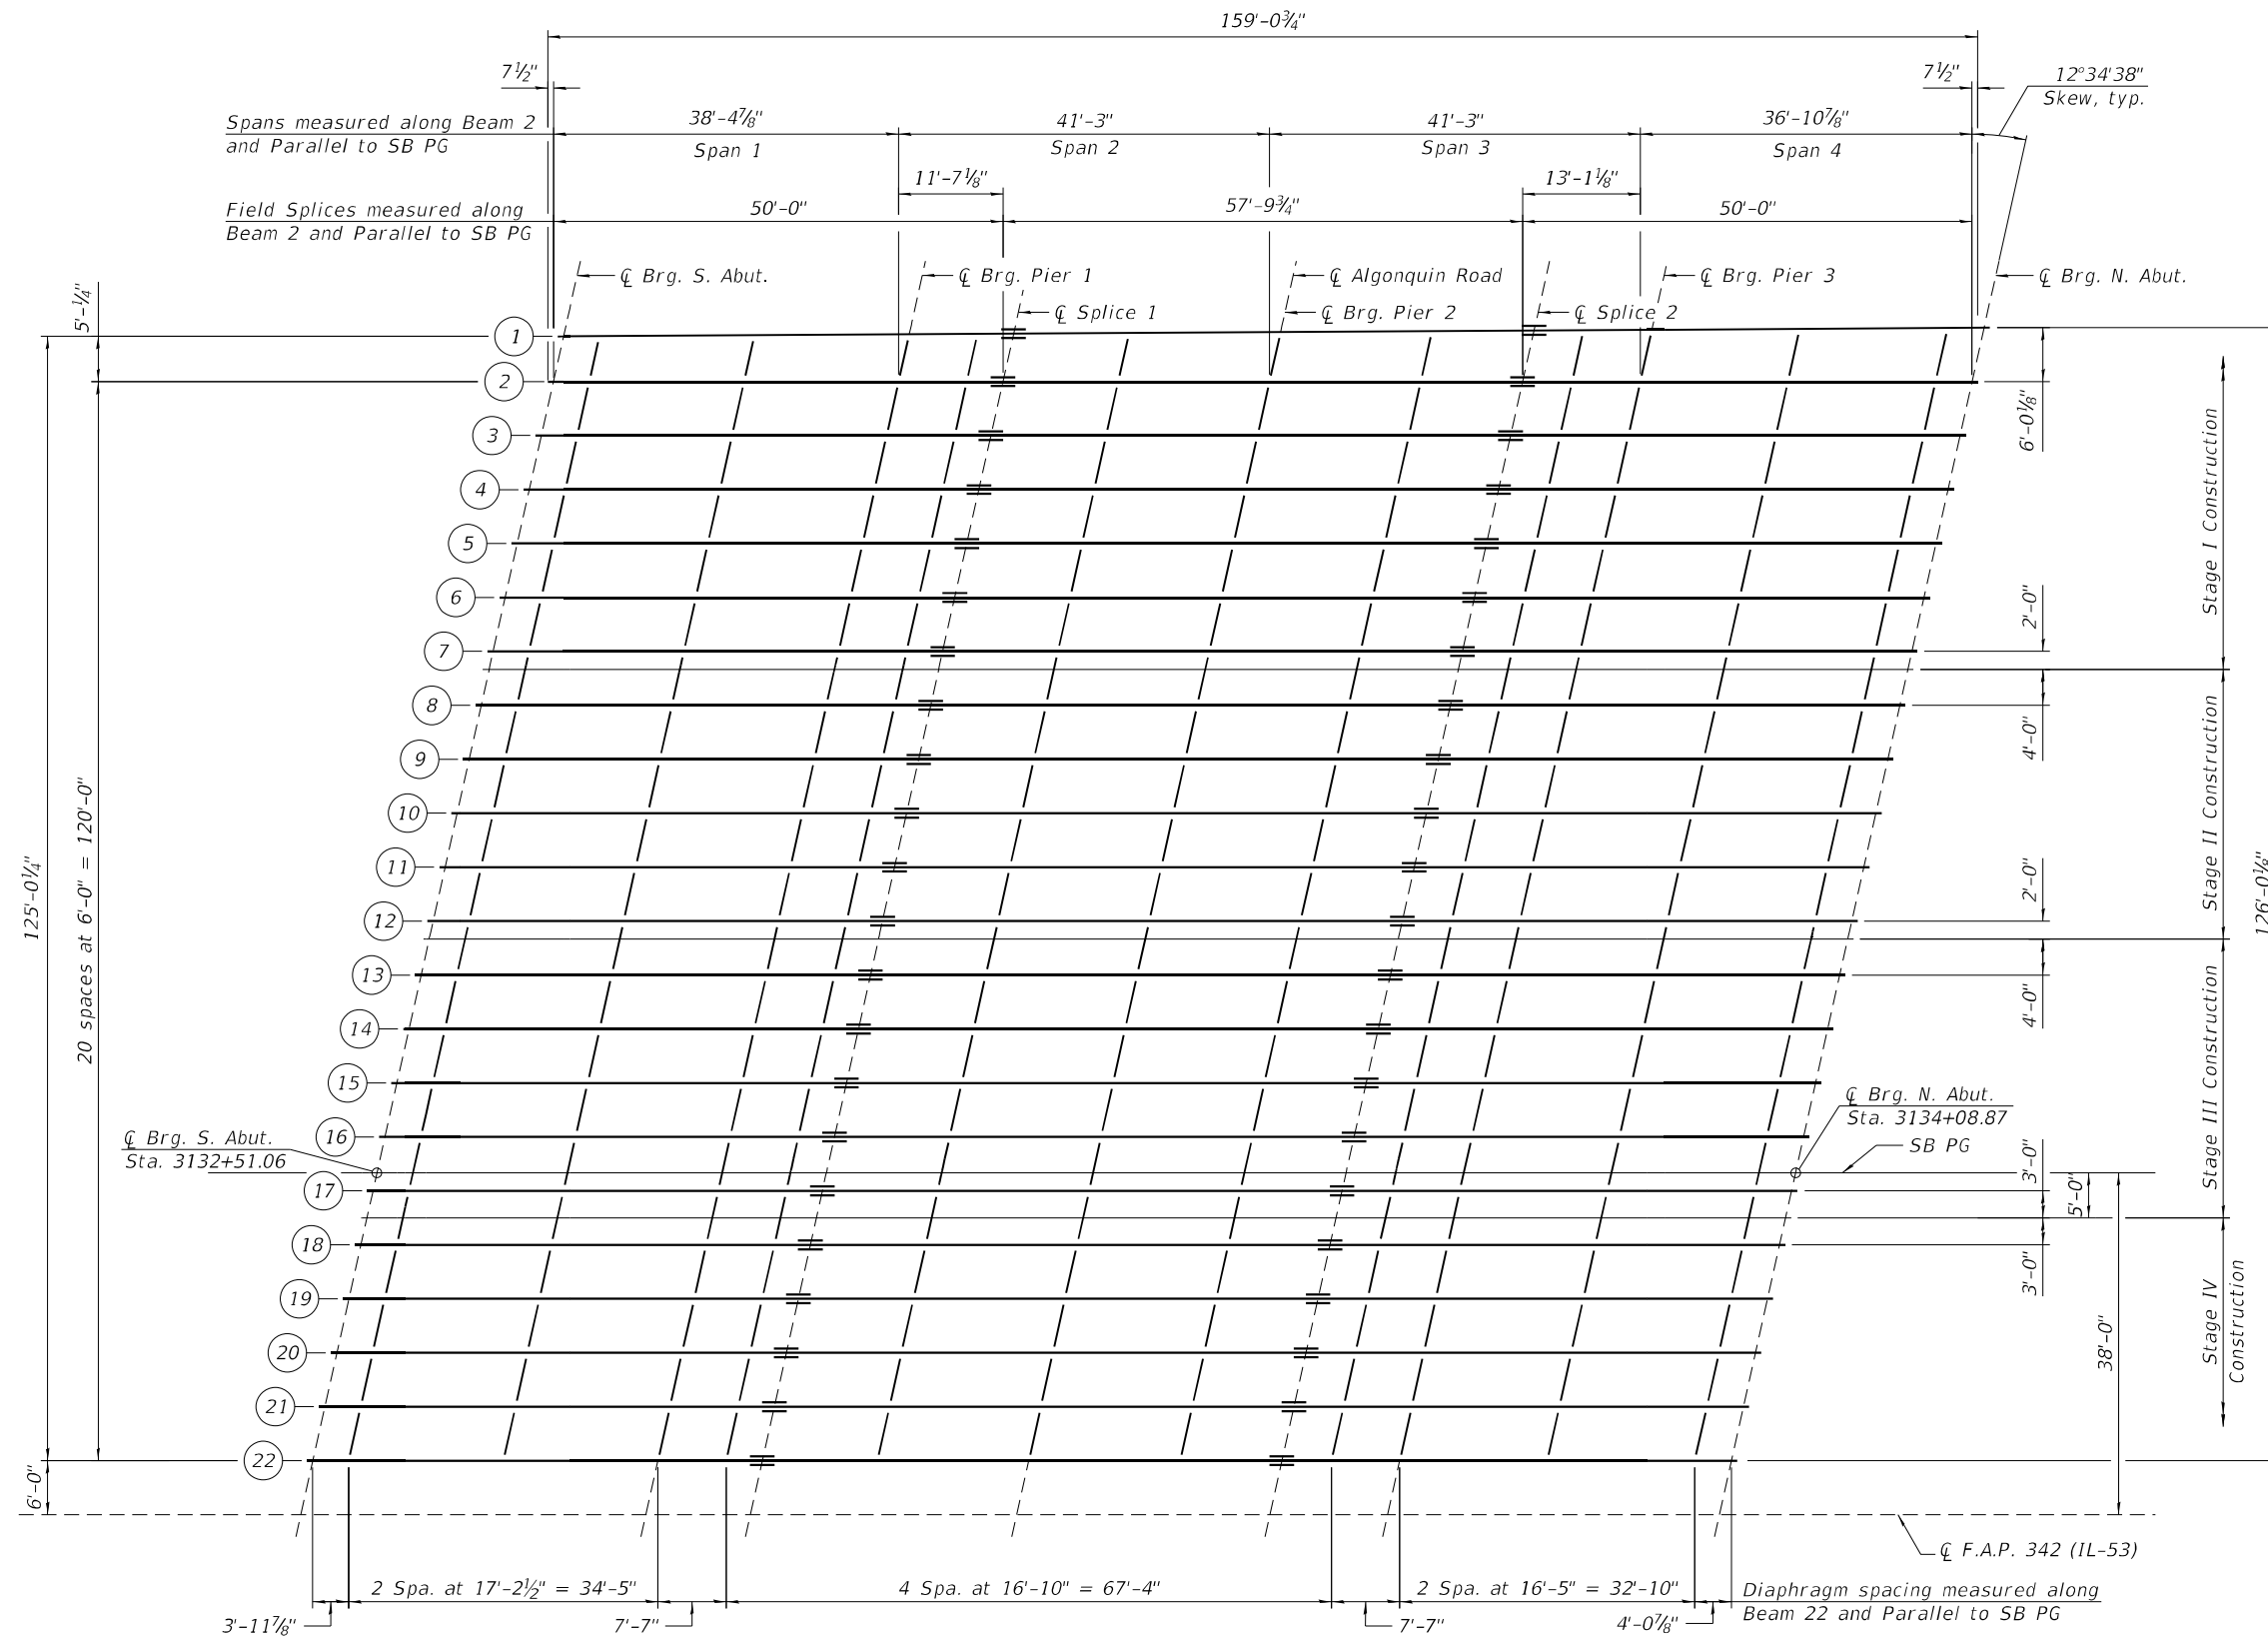 159'-0¾"
7½"
7½"
12°34'38"
Skew, typ.
Spans measured along Beam 2
and Parallel to SB PG
38'-4⅞"
Span 1
41'-3"
Span 2
41'-3"
Span 3
36'-10⅞"
Span 4
11'-7⅛"
13'-1⅛"
Field Splices measured along
Beam 2 and Parallel to SB PG
50'-0"
57'-9¾"
50'-0"
℄ Brg. S. Abut.
℄ Brg. Pier 1
℄ Algonquin Road
℄ Brg. Pier 3
℄ Brg. N. Abut.
℄ Splice 1
℄ Brg. Pier 2
℄ Splice 2
5'-¼"
1
2
3
4
5
6
7
8
9
10
11
12
13
14
15
16
17
18
19
20
21
22
6'-0⅛"
2'-0"
4'-0"
2'-0"
4'-0"
3'-0"
5'-0"
3'-0"
38'-0"
Stage I Construction
Stage II Construction
Stage III Construction
Stage IV
Construction
126'-0⅛"
125'-0¼"
20 spaces at 6'-0" = 120'-0"
6'-0"
℄ Brg. S. Abut.
Sta. 3132+51.06
℄ Brg. N. Abut.
Sta. 3134+08.87
SB PG
℄ F.A.P. 342 (IL-53)
2 Spa. at 17'-2½" = 34'-5"
4 Spa. at 16'-10" = 67'-4"
2 Spa. at 16'-5" = 32'-10"
Diaphragm spacing measured along
Beam 22 and Parallel to SB PG
3'-11⅞"
7'-7"
7'-7"
4'-0⅞"